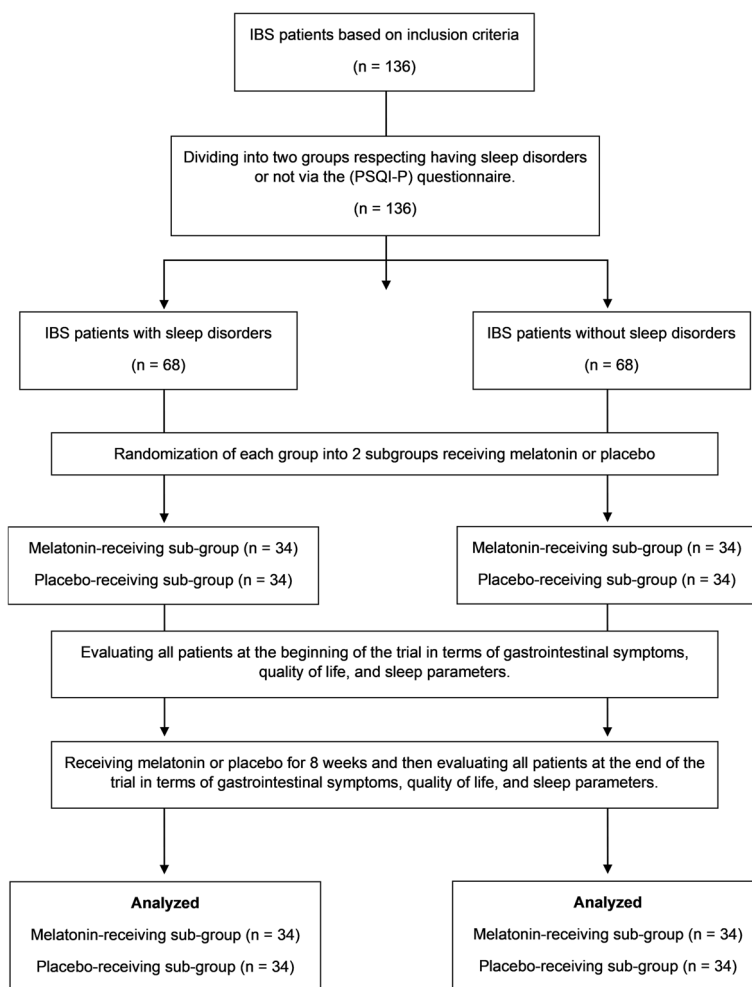 IBS patients based on inclusion criteria
(n = 136)
Dividing into two groups respecting having sleep disorders
or not via the (PSQI-P) questionnaire.
(n = 136)
IBS patients with sleep disorders
(n = 68)
IBS patients without sleep disorders
(n = 68)
Randomization of each group into 2 subgroups receiving melatonin or placebo
Melatonin-receiving sub-group (n = 34)
Placebo-receiving sub-group (n = 34)
Melatonin-receiving sub-group (n = 34)
Placebo-receiving sub-group (n = 34)
Evaluating all patients at the beginning of the trial in terms of gastrointestinal symptoms,
quality of life, and sleep parameters.
Receiving melatonin or placebo for 8 weeks and then evaluating all patients at the end of the
trial in terms of gastrointestinal symptoms, quality of life, and sleep parameters.
Analyzed
Melatonin-receiving sub-group (n = 34)
Placebo-receiving sub-group (n = 34)
Analyzed
Melatonin-receiving sub-group (n = 34)
Placebo-receiving sub-group (n = 34)